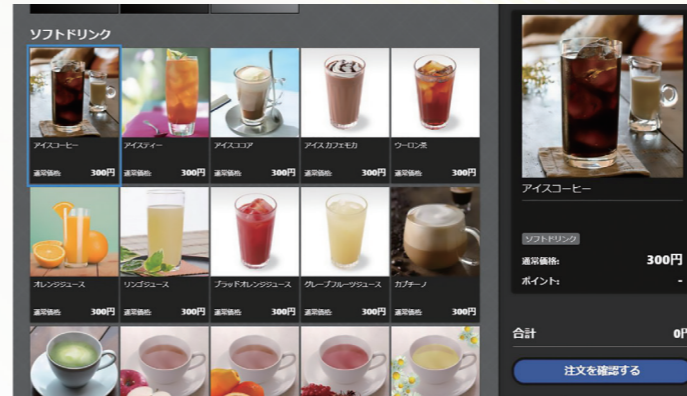 ソフトドリンク
アイスコーヒー
通常価格: 300円
アイスティー
通常価格: 300円
アイスココア
通常価格: 300円
アイスカフェモカ
通常価格: 300円
ウーロン茶
通常価格: 300円
オレンジジュース
通常価格: 300円
リンゴジュース
通常価格: 300円
ブラッドオレンジジュース
通常価格: 300円
グレープフルーツジュース
通常価格: 300円
カプチーノ
通常価格: 300円
アイスコーヒー
ソフトドリンク
通常価格: 300円
ポイント: -
合計 0円
注文を確認する